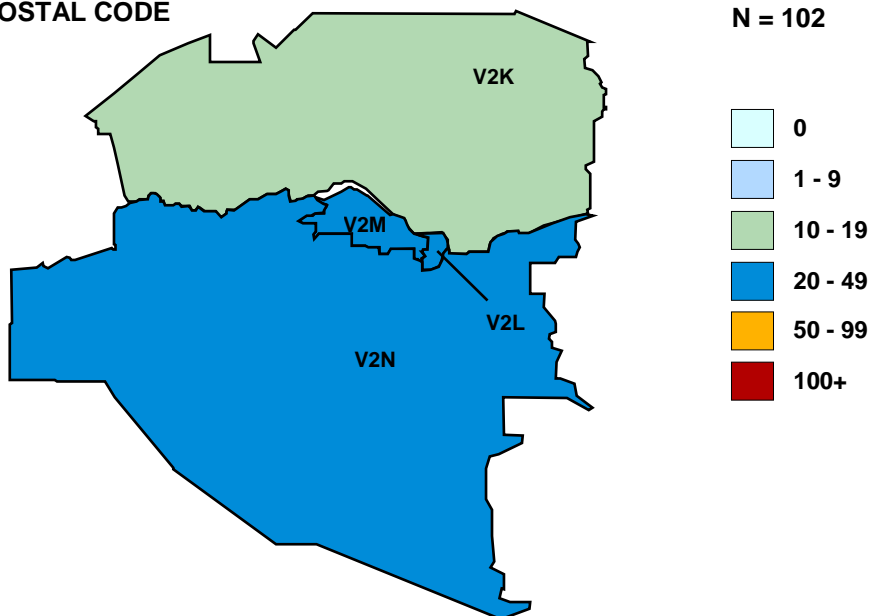 OSTAL CODE
N = 102
V2K
V2M
V2L
V2N
0
1 - 9
10 - 19
20 - 49
50 - 99
100+